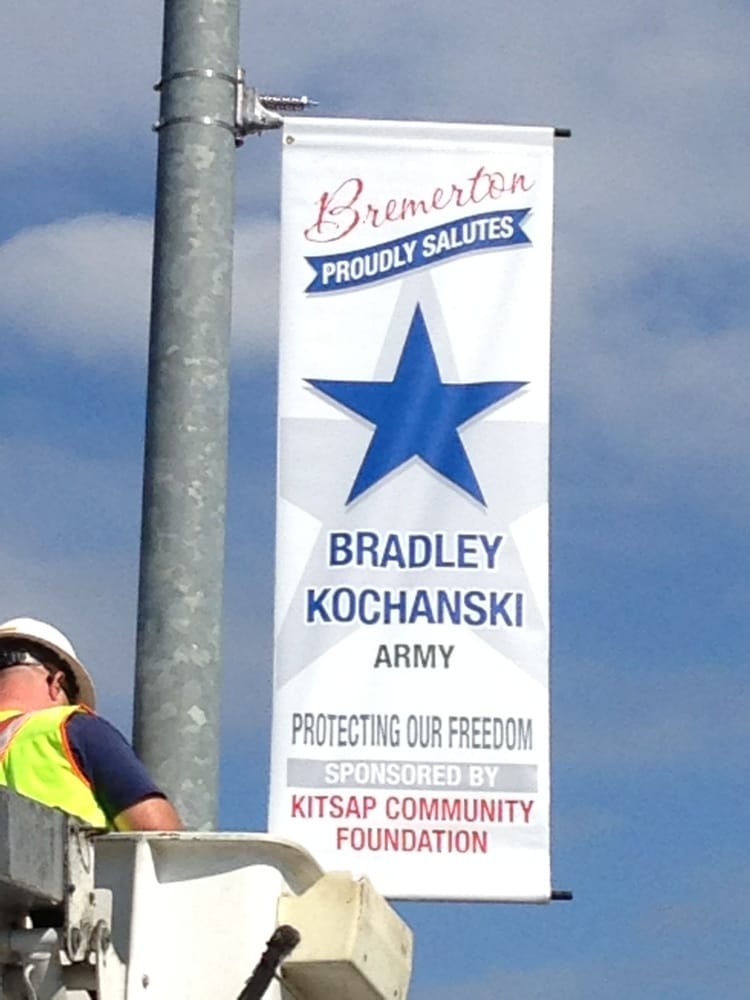 Bremerton
PROUDLY SALUTES
BRADLEY
KOCHANSKI
ARMY
PROTECTING OUR FREEDOM
SPONSORED BY
KITSAP COMMUNITY
FOUNDATION